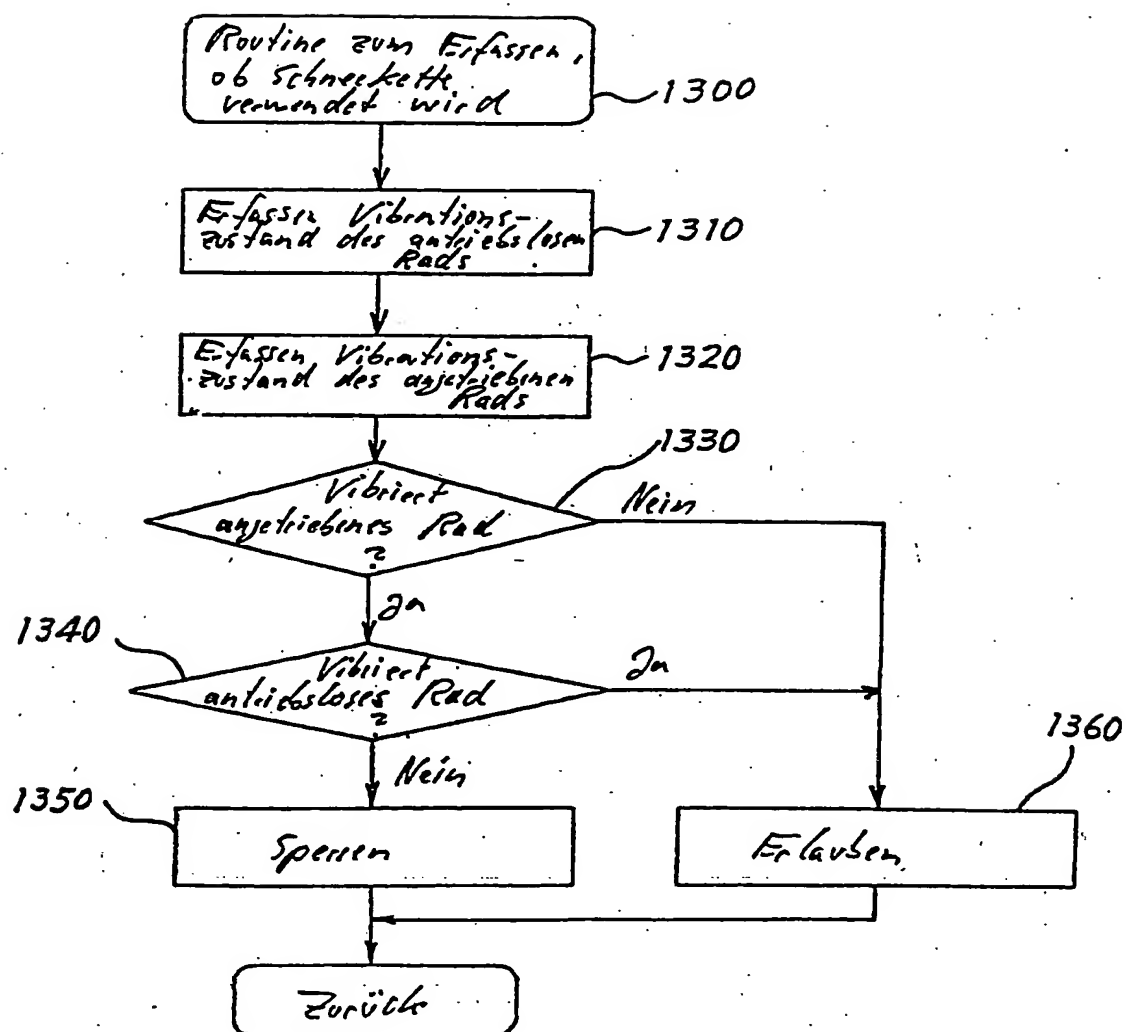 Routine zum Erfassen,
ob Schneekette
verwendet wird
1300
Erfassen Vibrations-
zustand des antriebslosen
Rads
1310
Erfassen Vibrations-
zustand des angetriebenen
Rads
1320
1330
Vibriert
angetriebenes Rad
?
Nein
Ja
1340
Vibriert
antriebsloses Rad
?
Ja
Nein
1350
Sperren
1360
Erlauben
Zurück